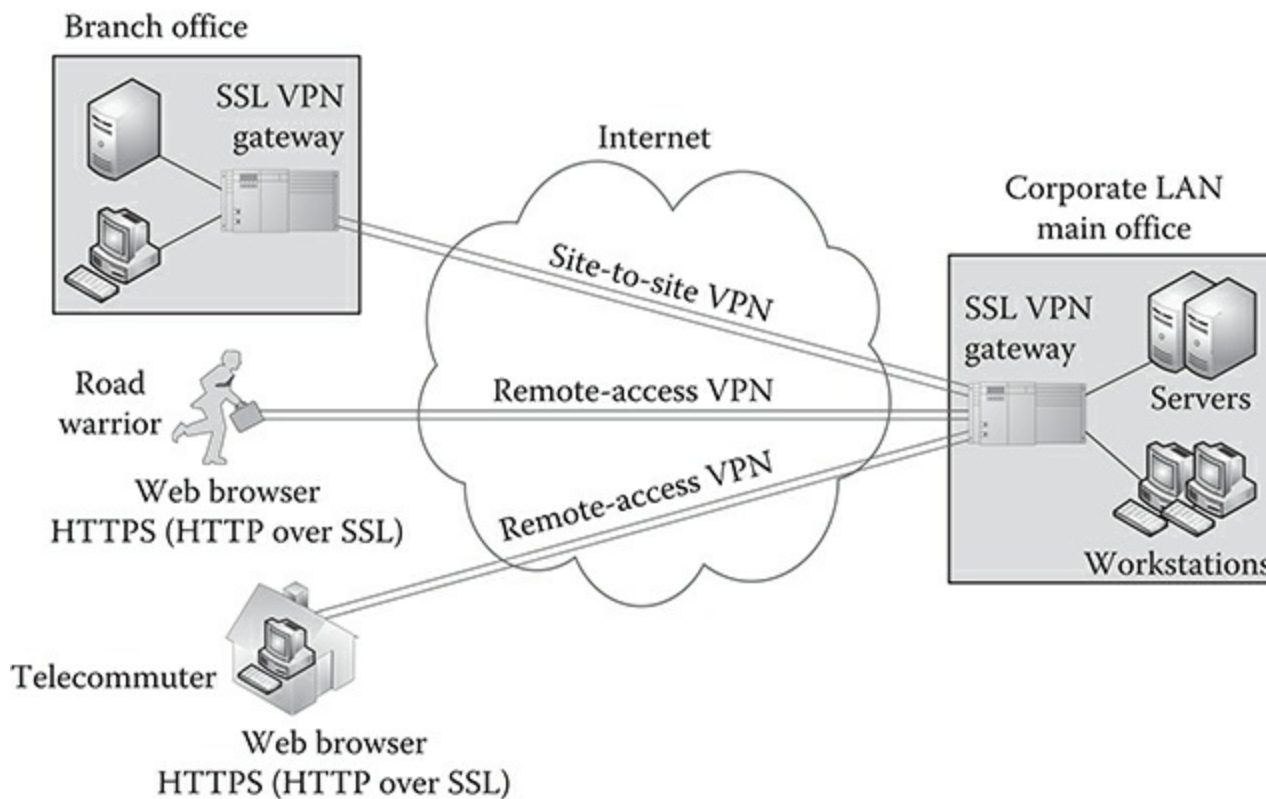 Branch office
SSL VPN
gateway
Internet
Corporate LAN
main office
Site-to-site VPN
SSL VPN
gateway
Servers
Road
warrior
Remote-access VPN
Web browser
HTTPS (HTTP over SSL)
Remote-access VPN
Workstations
Telecommuter
Web browser
HTTPS (HTTP over SSL)